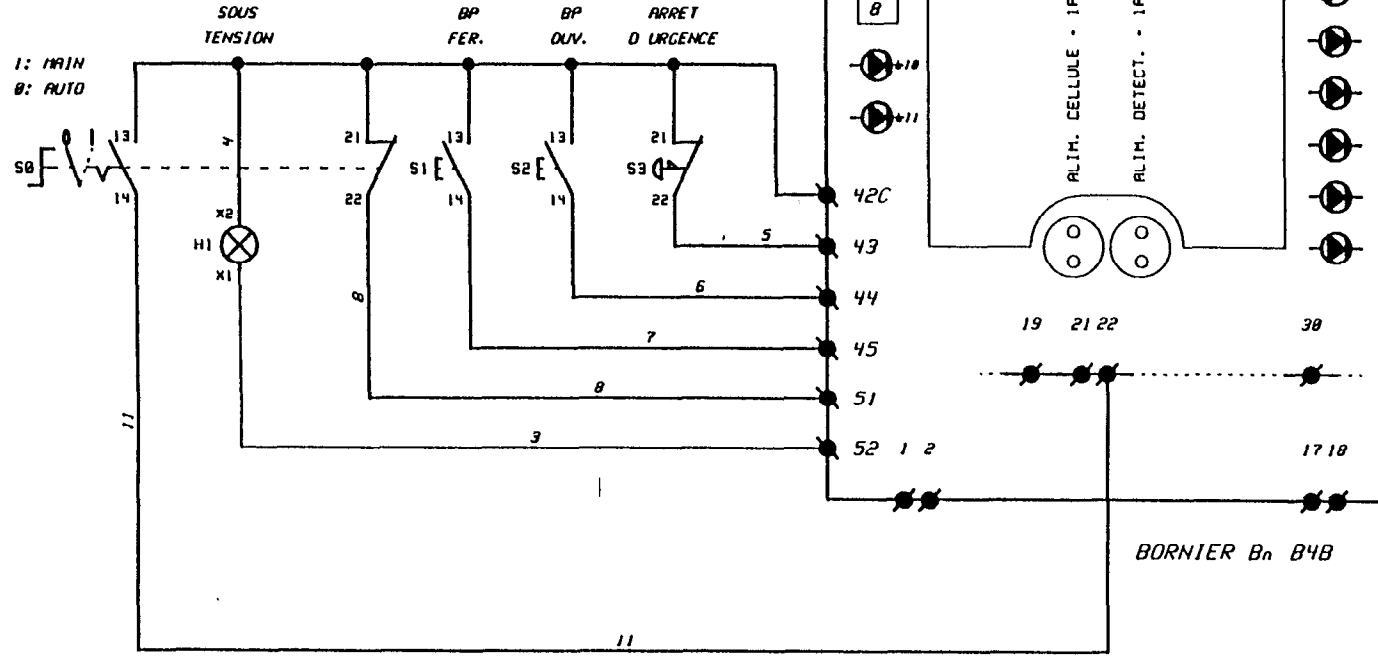 SOUS
TENSION
BP
FER.
BP
OUV.
ARRET
D URGENCE
8
1: MAIN
0: AUTO
+10
+11
ALIM. CELLULE - 1A
ALIM. DETECT. - 1A
13
4
21
13
13
21
S0
S1
S2
S3
14
22
14
14
22
42C
X2
H1
X1
5
43
8
6
44
19
21
22
30
7
45
8
51
11
3
52
1
2
17
18
BORNIER Bn B4B
11